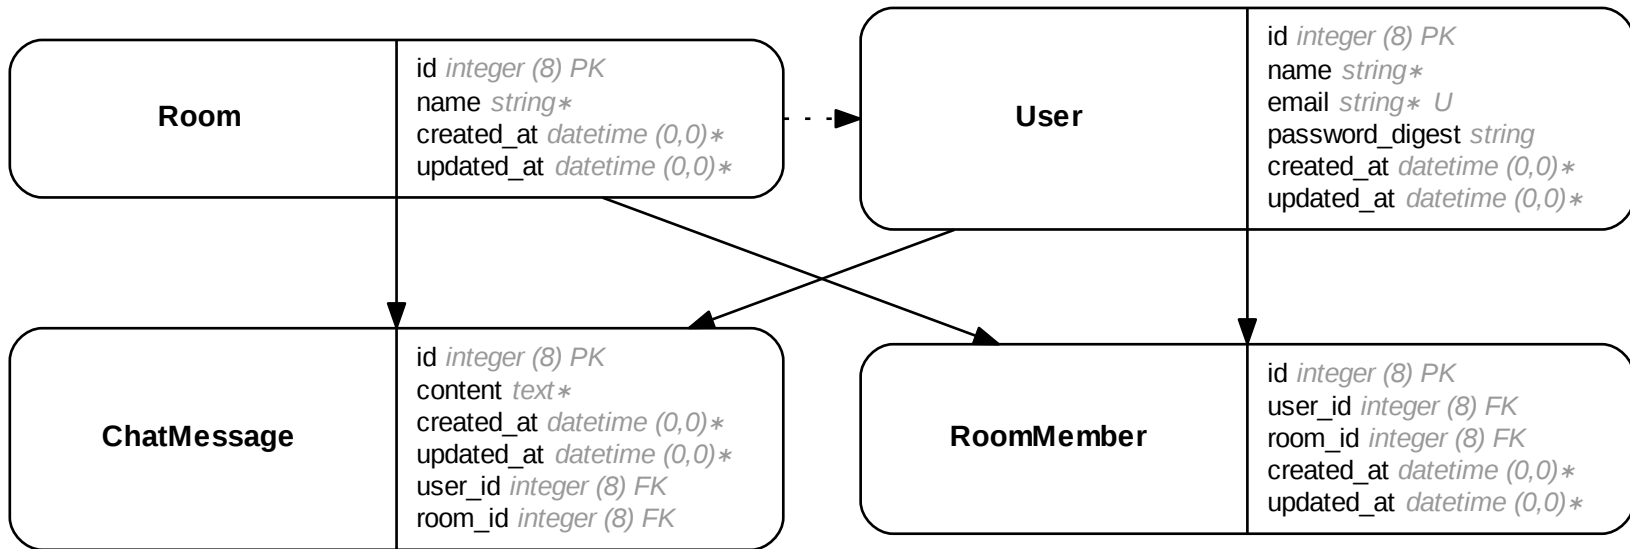 Room
id integer (8) PK
name string*
created_at datetime (0,0)*
updated_at datetime (0,0)*
User
id integer (8) PK
name string*
email string* U
password_digest string
created_at datetime (0,0)*
updated_at datetime (0,0)*
ChatMessage
id integer (8) PK
content text*
created_at datetime (0,0)*
updated_at datetime (0,0)*
user_id integer (8) FK
room_id integer (8) FK
RoomMember
id integer (8) PK
user_id integer (8) FK
room_id integer (8) FK
created_at datetime (0,0)*
updated_at datetime (0,0)*